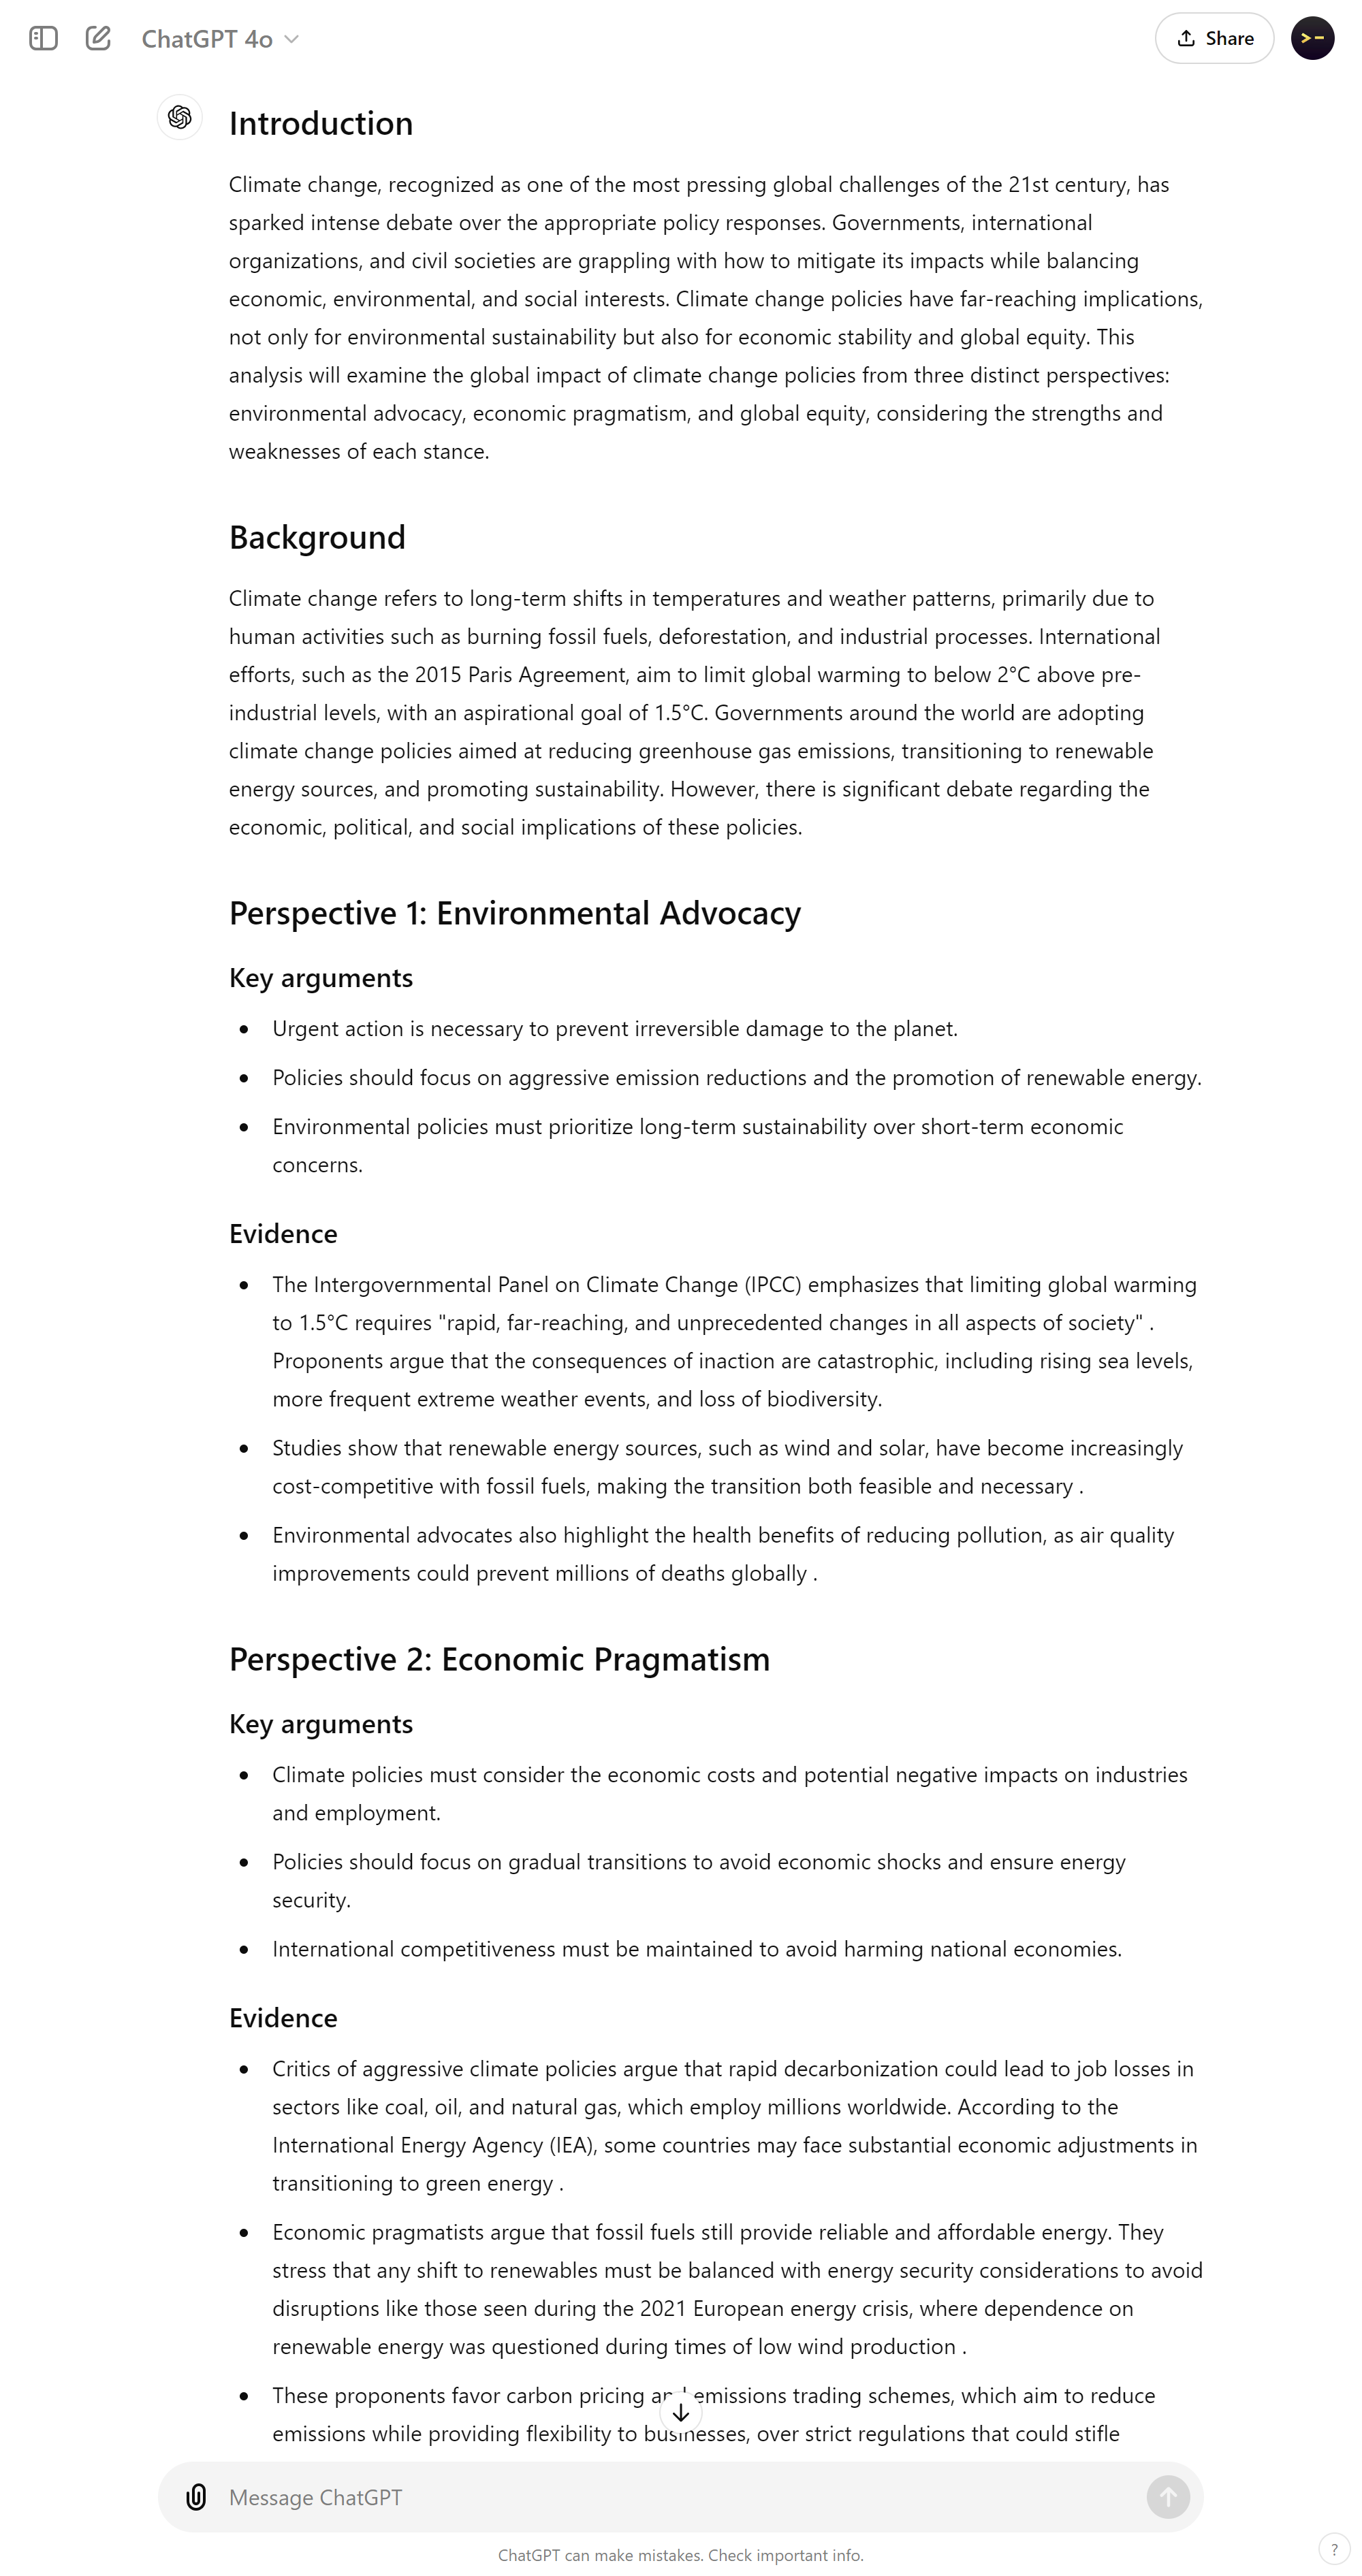 ChatGPT 4o
Share
Introduction
Climate change, recognized as one of the most pressing global challenges of the 21st century, has
sparked intense debate over the appropriate policy responses. Governments, international
organizations, and civil societies are grappling with how to mitigate its impacts while balancing
economic, environmental, and social interests. Climate change policies have far-reaching implications,
not only for environmental sustainability but also for economic stability and global equity. This
analysis will examine the global impact of climate change policies from three distinct perspectives:
environmental advocacy, economic pragmatism, and global equity, considering the strengths and
weaknesses of each stance.
Background
Climate change refers to long-term shifts in temperatures and weather patterns, primarily due to
human activities such as burning fossil fuels, deforestation, and industrial processes. International
efforts, such as the 2015 Paris Agreement, aim to limit global warming to below 2°C above pre-
industrial levels, with an aspirational goal of 1.5°C. Governments around the world are adopting
climate change policies aimed at reducing greenhouse gas emissions, transitioning to renewable
energy sources, and promoting sustainability. However, there is significant debate regarding the
economic, political, and social implications of these policies.
Perspective 1: Environmental Advocacy
Key arguments
• Urgent action is necessary to prevent irreversible damage to the planet.
• Policies should focus on aggressive emission reductions and the promotion of renewable energy.
• Environmental policies must prioritize long-term sustainability over short-term economic
concerns.
Evidence
• The Intergovernmental Panel on Climate Change (IPCC) emphasizes that limiting global warming
to 1.5°C requires "rapid, far-reaching, and unprecedented changes in all aspects of society" .
Proponents argue that the consequences of inaction are catastrophic, including rising sea levels,
more frequent extreme weather events, and loss of biodiversity.
• Studies show that renewable energy sources, such as wind and solar, have become increasingly
cost-competitive with fossil fuels, making the transition both feasible and necessary .
• Environmental advocates also highlight the health benefits of reducing pollution, as air quality
improvements could prevent millions of deaths globally .
Perspective 2: Economic Pragmatism
Key arguments
• Climate policies must consider the economic costs and potential negative impacts on industries
and employment.
• Policies should focus on gradual transitions to avoid economic shocks and ensure energy
security.
• International competitiveness must be maintained to avoid harming national economies.
Evidence
• Critics of aggressive climate policies argue that rapid decarbonization could lead to job losses in
sectors like coal, oil, and natural gas, which employ millions worldwide. According to the
International Energy Agency (IEA), some countries may face substantial economic adjustments in
transitioning to green energy .
• Economic pragmatists argue that fossil fuels still provide reliable and affordable energy. They
stress that any shift to renewables must be balanced with energy security considerations to avoid
disruptions like those seen during the 2021 European energy crisis, where dependence on
renewable energy was questioned during times of low wind production .
• These proponents favor carbon pricing and emissions trading schemes, which aim to reduce
emissions while providing flexibility to businesses, over strict regulations that could stifle
Message ChatGPT
ChatGPT can make mistakes. Check important info.
?